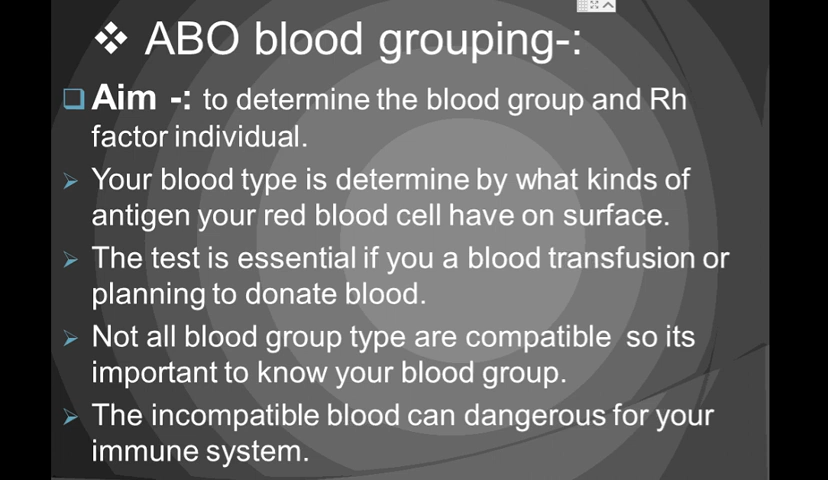 ❖ ABO blood grouping-:
❑ Aim -: to determine the blood group and Rh
factor individual.
➢ Your blood type is determine by what kinds of
antigen your red blood cell have on surface.
➢ The test is essential if you a blood transfusion or
planning to donate blood.
➢ Not all blood group type are compatible so its
important to know your blood group.
➢ The incompatible blood can dangerous for your
immune system.